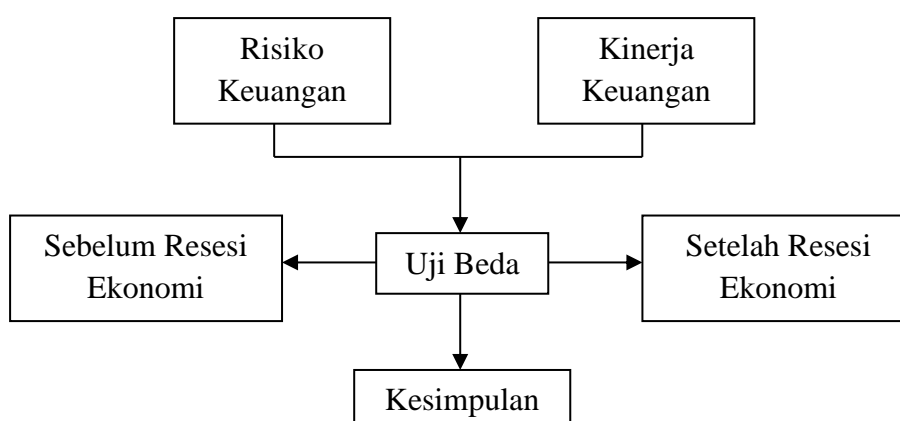 Risiko
Keuangan
Kinerja
Keuangan
Sebelum Resesi
Ekonomi
Uji Beda
Setelah Resesi
Ekonomi
Kesimpulan